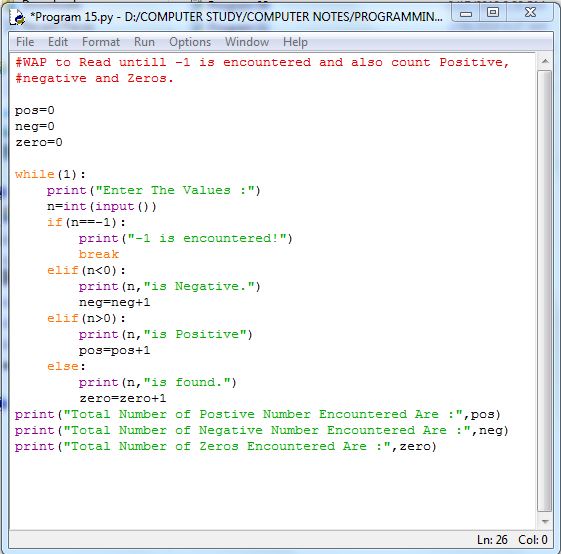 *Program 15.py - D:/COMPUTER STUDY/COMPUTER NOTES/PROGRAMMIN...
File Edit Format Run Options Window Help
#WAP to Read untill -1 is encountered and also count Positive,
#negative and Zeros.
pos=0
neg=0
zero=0
while(1):
    print("Enter The Values :")
    n=int(input())
    if(n==-1):
        print("-1 is encountered!")
        break
    elif(n<0):
        print(n,"is Negative.")
        neg=neg+1
    elif(n>0):
        print(n,"is Positive")
        pos=pos+1
    else:
        print(n,"is found.")
        zero=zero+1
print("Total Number of Postive Number Encountered Are :",pos)
print("Total Number of Negative Number Encountered Are :",neg)
print("Total Number of Zeros Encountered Are :",zero)
Ln: 26 Col: 0